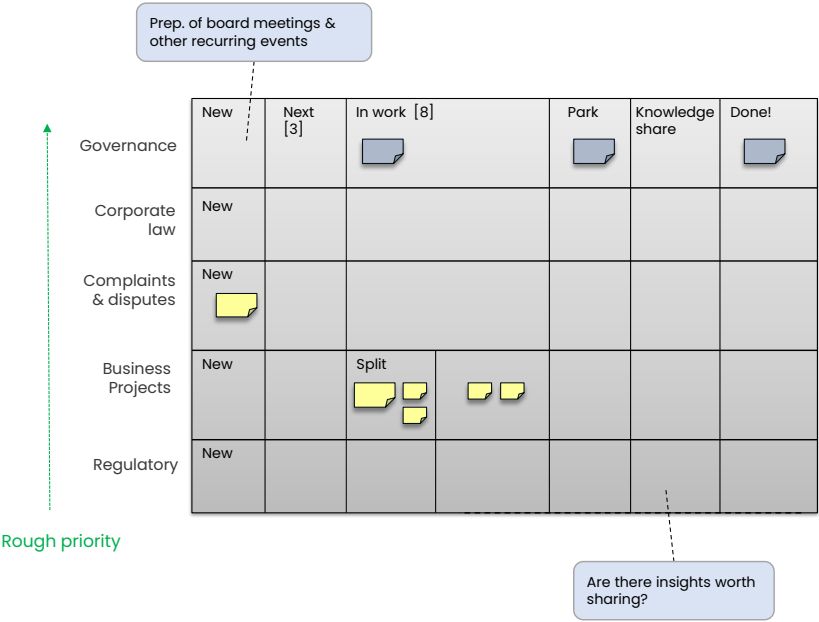 Prep. of board meetings &
other recurring events
New
Next
[3]
In work [8]
Park
Knowledge
share
Done!
Governance
Corporate
law
New
Complaints
& disputes
New
Business
Projects
New
Split
Regulatory
New
Rough priority
Are there insights worth
sharing?